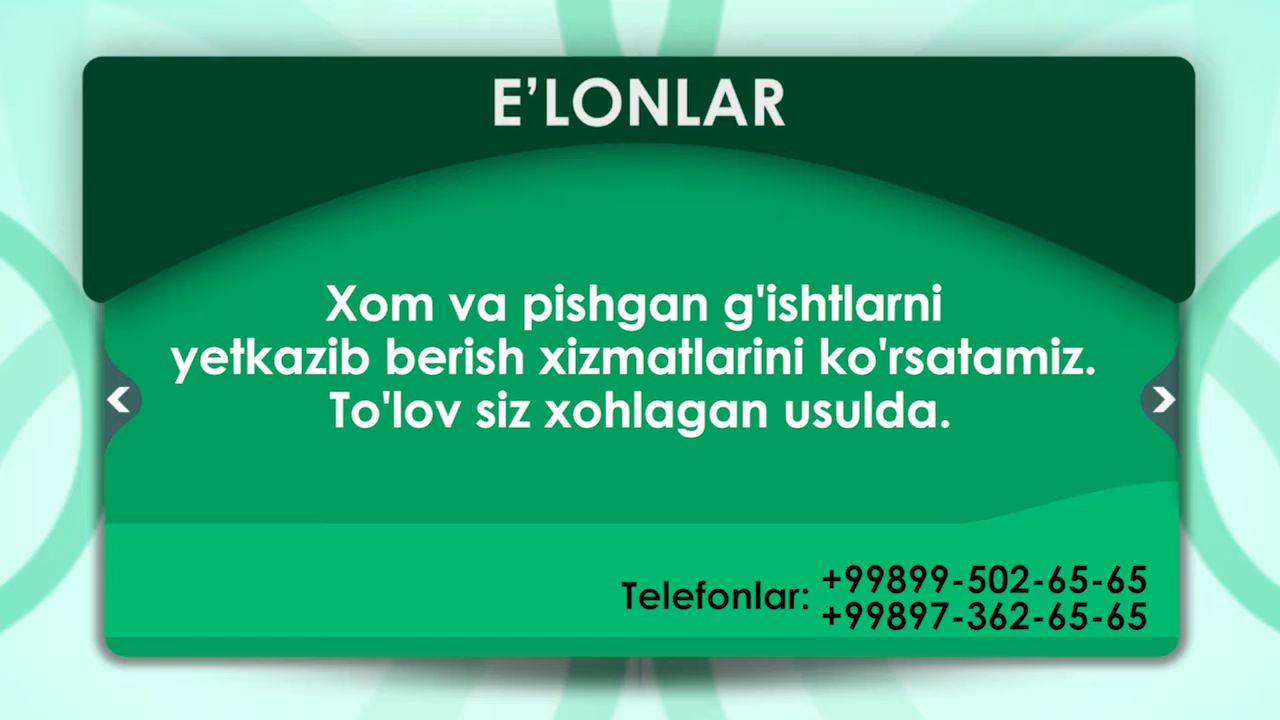 E’LONLAR
Xom va pishgan g'ishtlarni
yetkazib berish xizmatlarini ko'rsatamiz.
To'lov siz xohlagan usulda.
Telefonlar: +99899-502-65-65
+99897-362-65-65